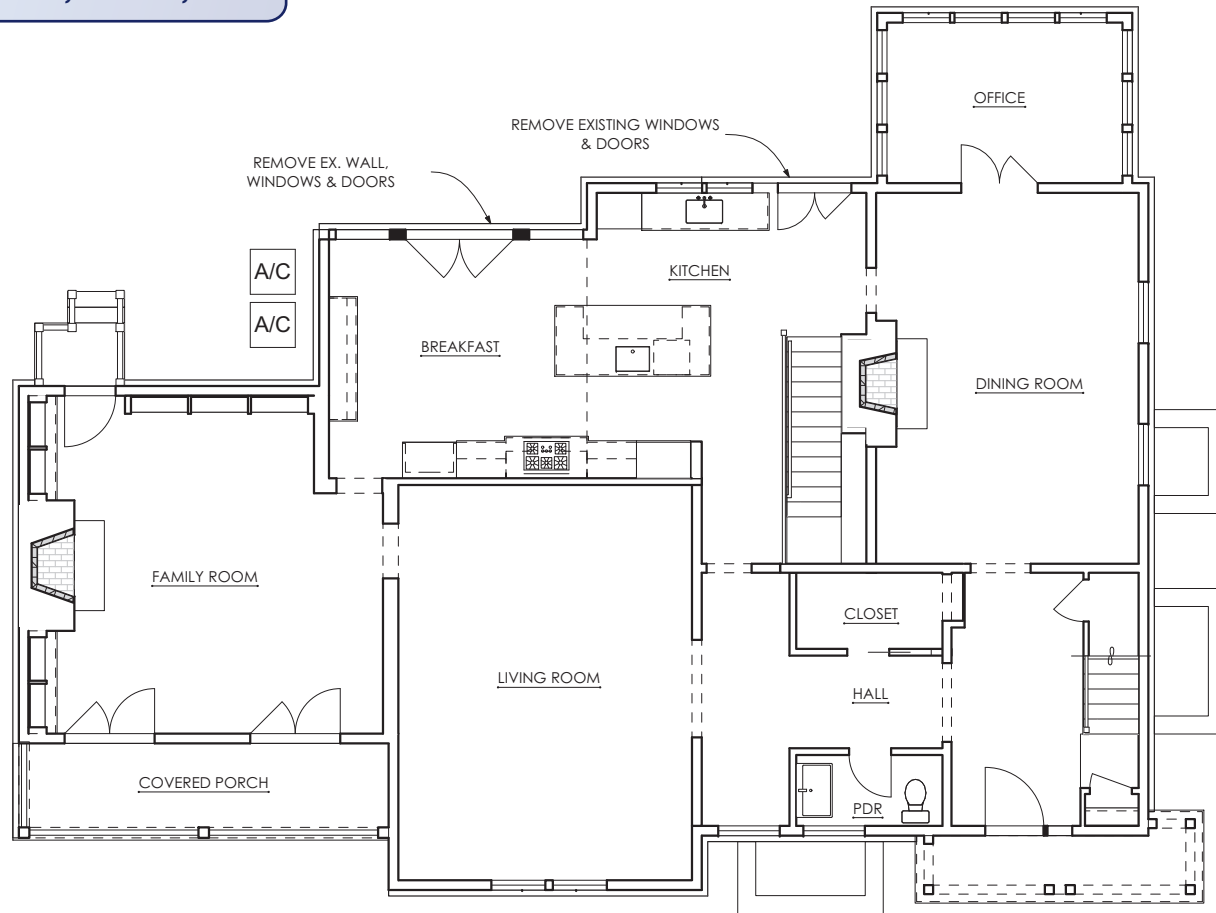 OFFICE
REMOVE EXISTING WINDOWS
& DOORS
REMOVE EX. WALL,
WINDOWS & DOORS
A/C
KITCHEN
A/C
BREAKFAST
DINING ROOM
FAMILY ROOM
CLOSET
LIVING ROOM
HALL
COVERED PORCH
PDR